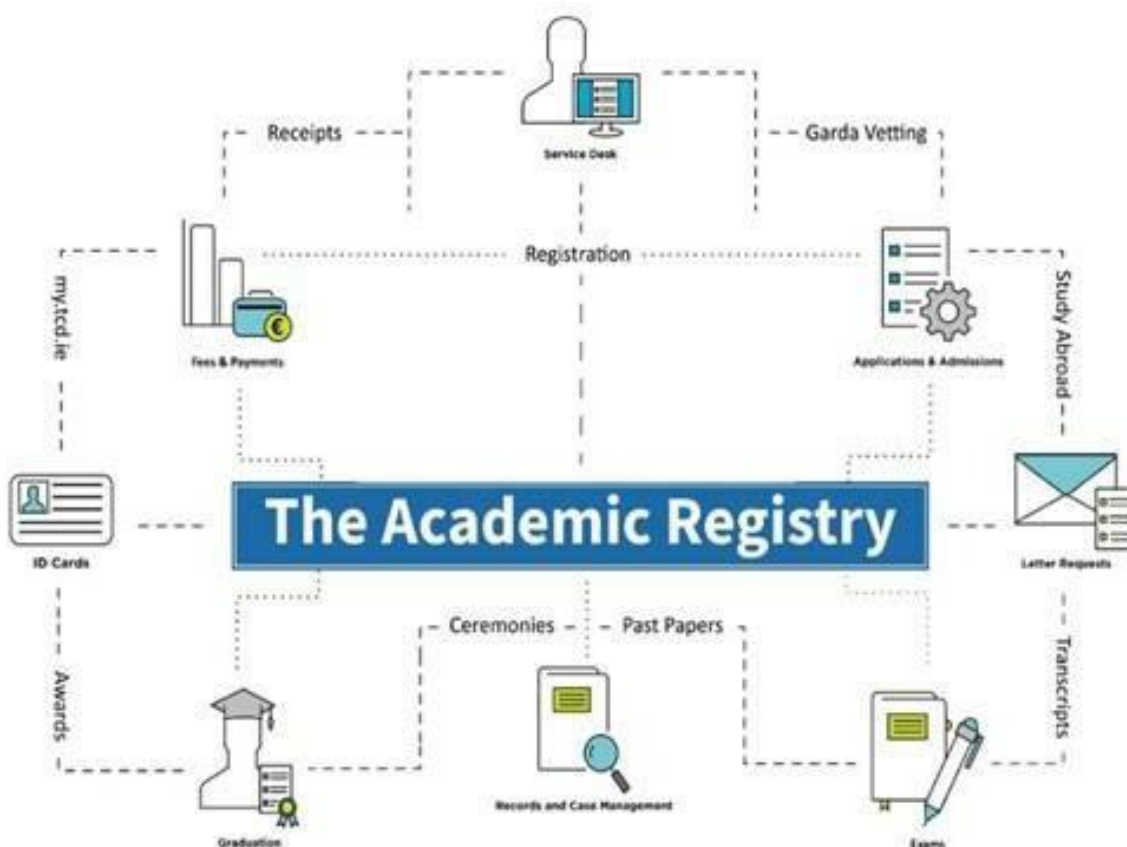 Receipts
Garda Vetting
Service Desk
Registration
my.tcd.ie
Study Abroad
Fees & Payments
Applications & Admissions
The Academic Registry
ID Cards
Letter Requests
Ceremonies
Past Papers
Awards
Transcripts
Records and Case Management
Graduation
Exams